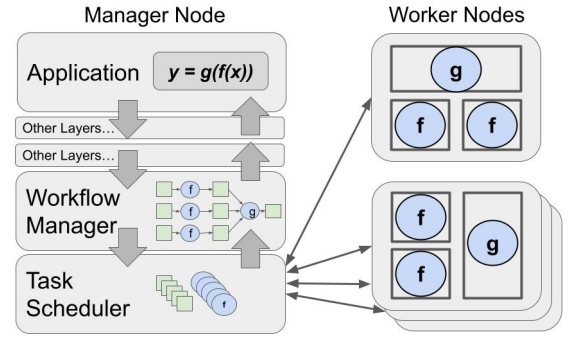 Manager Node
Worker Nodes
Application
y = g(f(x))
Other Layers...
Other Layers...
Workflow
Manager
f
f
g
f
Task
Scheduler
f
g
f
f
f
f
g